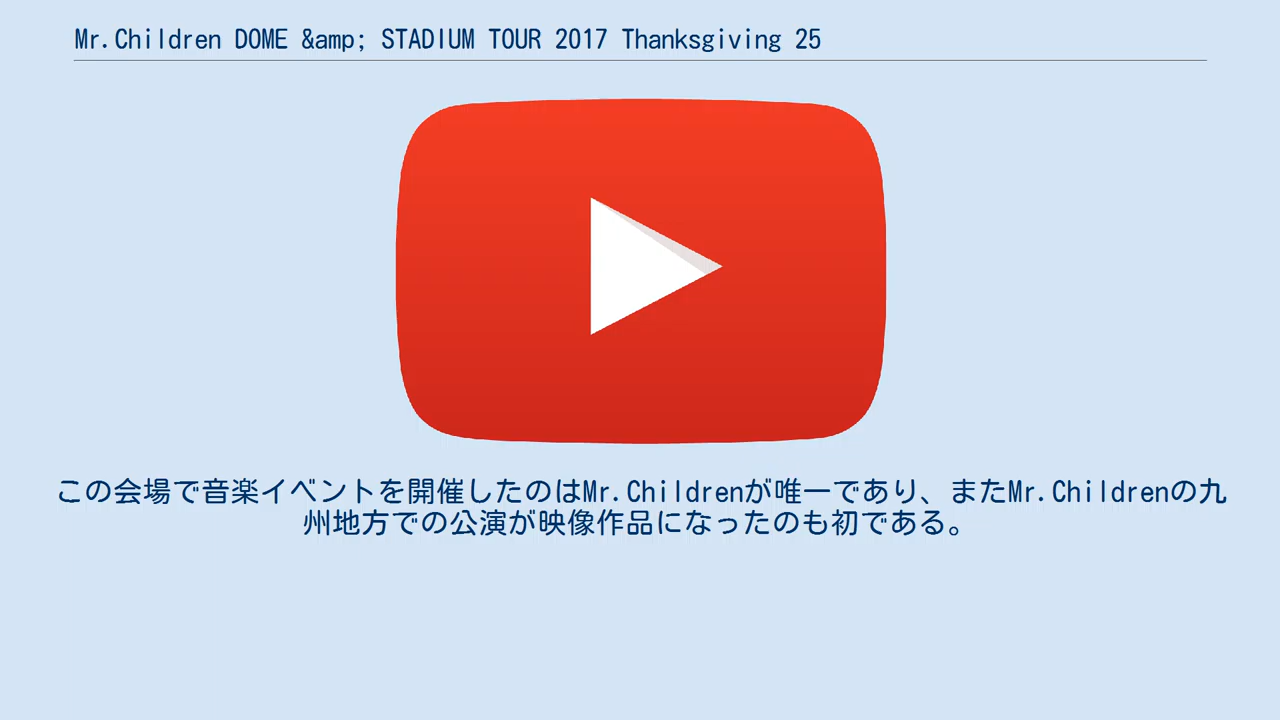 Mr.Children DOME &amp; STADIUM TOUR 2017 Thanksgiving 25
この会場で音楽イベントを開催したのはMr.Childrenが唯一であり、またMr.Childrenの九
州地方での公演が映像作品になったのも初である。